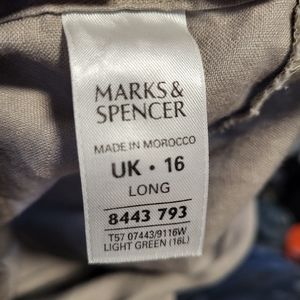 MARKS &
SPENCER
MADE IN MOROCCO
UK • 16
LONG
8443 793
T57 07443/9116W
LIGHT GREEN (16L)